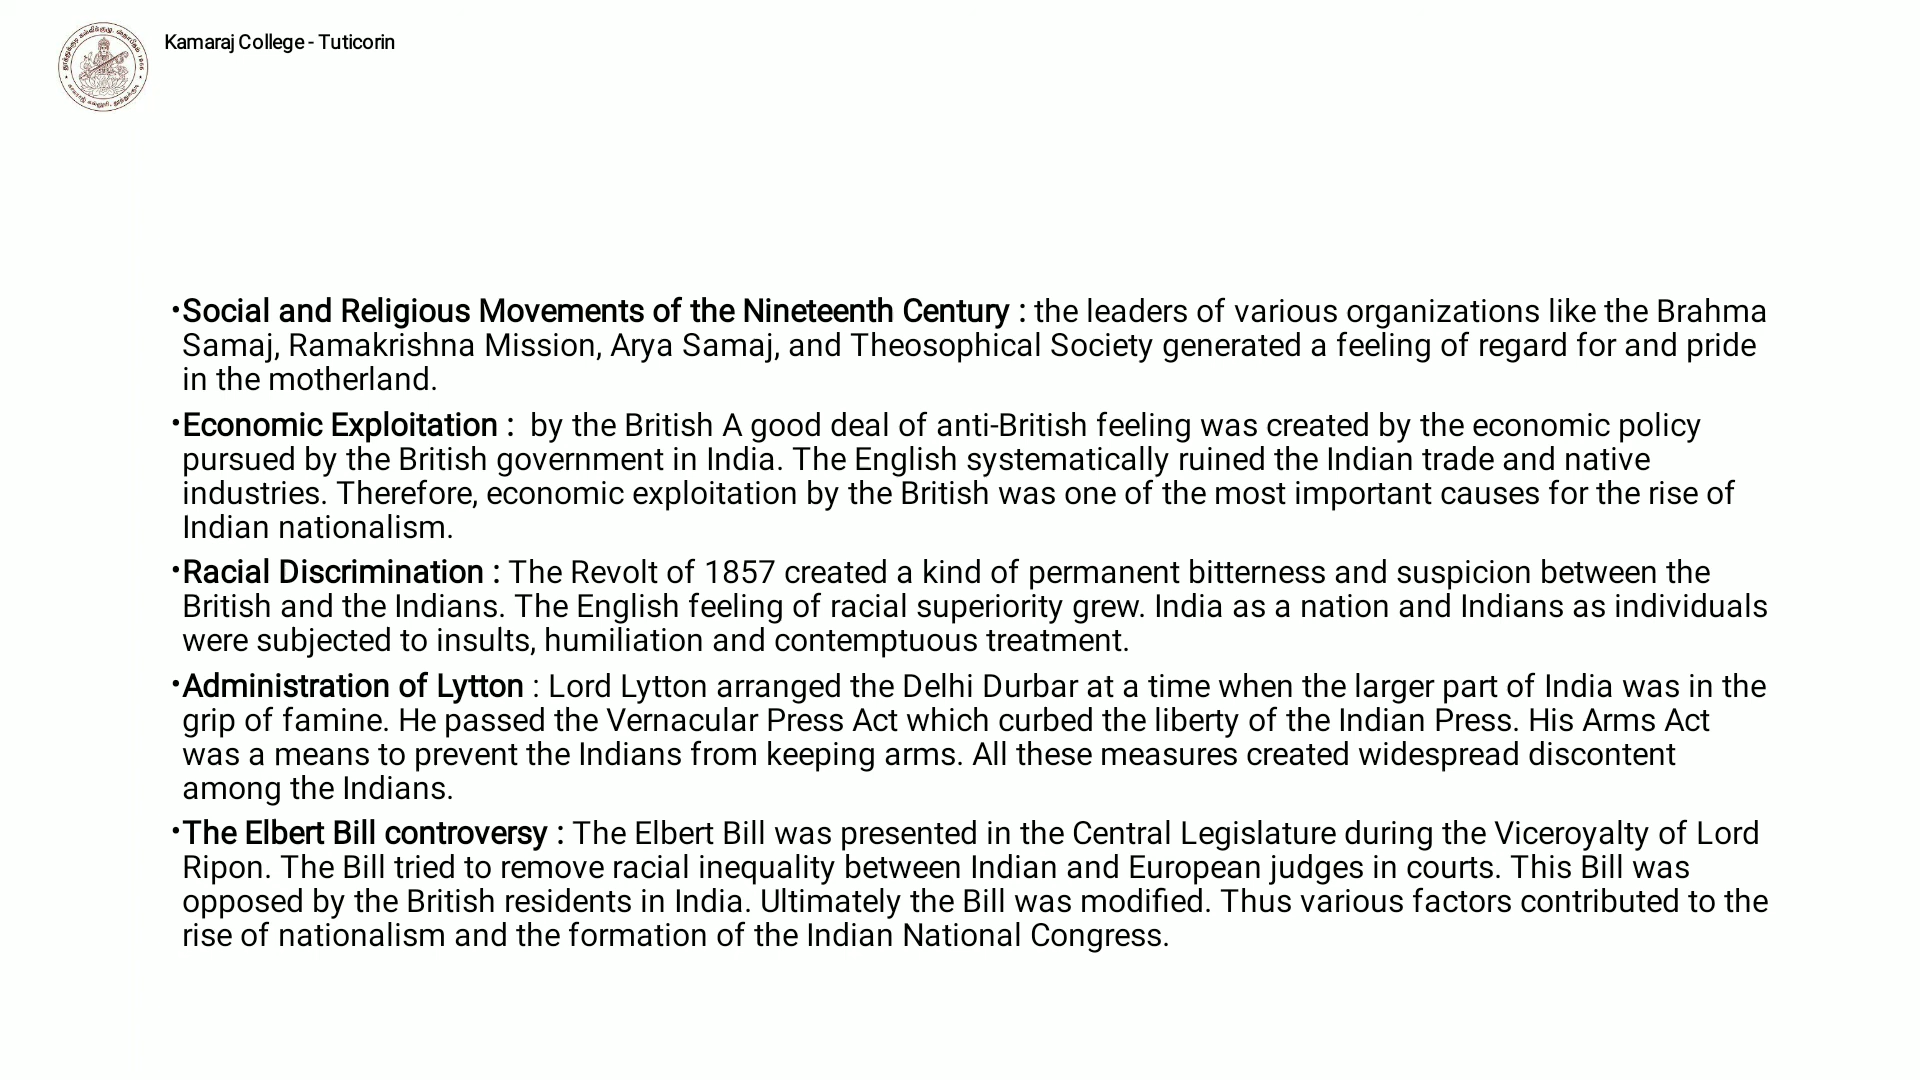 Kamaraj College - Tuticorin
•Social and Religious Movements of the Nineteenth Century : the leaders of various organizations like the Brahma
Samaj, Ramakrishna Mission, Arya Samaj, and Theosophical Society generated a feeling of regard for and pride
in the motherland.
•Economic Exploitation :  by the British A good deal of anti-British feeling was created by the economic policy
pursued by the British government in India. The English systematically ruined the Indian trade and native
industries. Therefore, economic exploitation by the British was one of the most important causes for the rise of
Indian nationalism.
•Racial Discrimination : The Revolt of 1857 created a kind of permanent bitterness and suspicion between the
British and the Indians. The English feeling of racial superiority grew. India as a nation and Indians as individuals
were subjected to insults, humiliation and contemptuous treatment.
•Administration of Lytton : Lord Lytton arranged the Delhi Durbar at a time when the larger part of India was in the
grip of famine. He passed the Vernacular Press Act which curbed the liberty of the Indian Press. His Arms Act
was a means to prevent the Indians from keeping arms. All these measures created widespread discontent
among the Indians.
•The Elbert Bill controversy : The Elbert Bill was presented in the Central Legislature during the Viceroyalty of Lord
Ripon. The Bill tried to remove racial inequality between Indian and European judges in courts. This Bill was
opposed by the British residents in India. Ultimately the Bill was modified. Thus various factors contributed to the
rise of nationalism and the formation of the Indian National Congress.